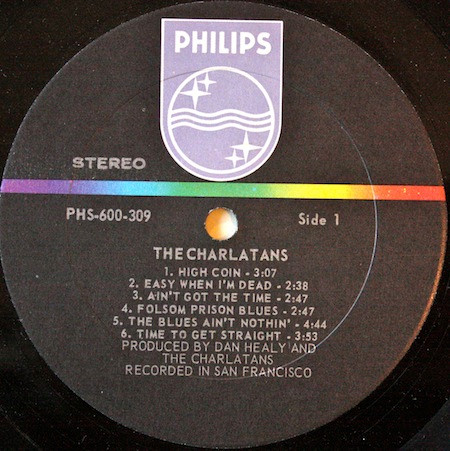 PHILIPS
STEREO
PHS-600-309 Side 1
THE CHARLATANS
1. HIGH COIN - 3:07
2. EASY WHEN I'M DEAD - 2:38
3. AIN'T GOT THE TIME - 2:47
4. FOLSOM PRISON BLUES - 2:47
5. THE BLUES AIN'T NOTHIN' - 4:44
6. TIME TO GET STRAIGHT - 3:53
PRODUCED BY DAN HEALY AND
THE CHARLATANS
RECORDED IN SAN FRANCISCO